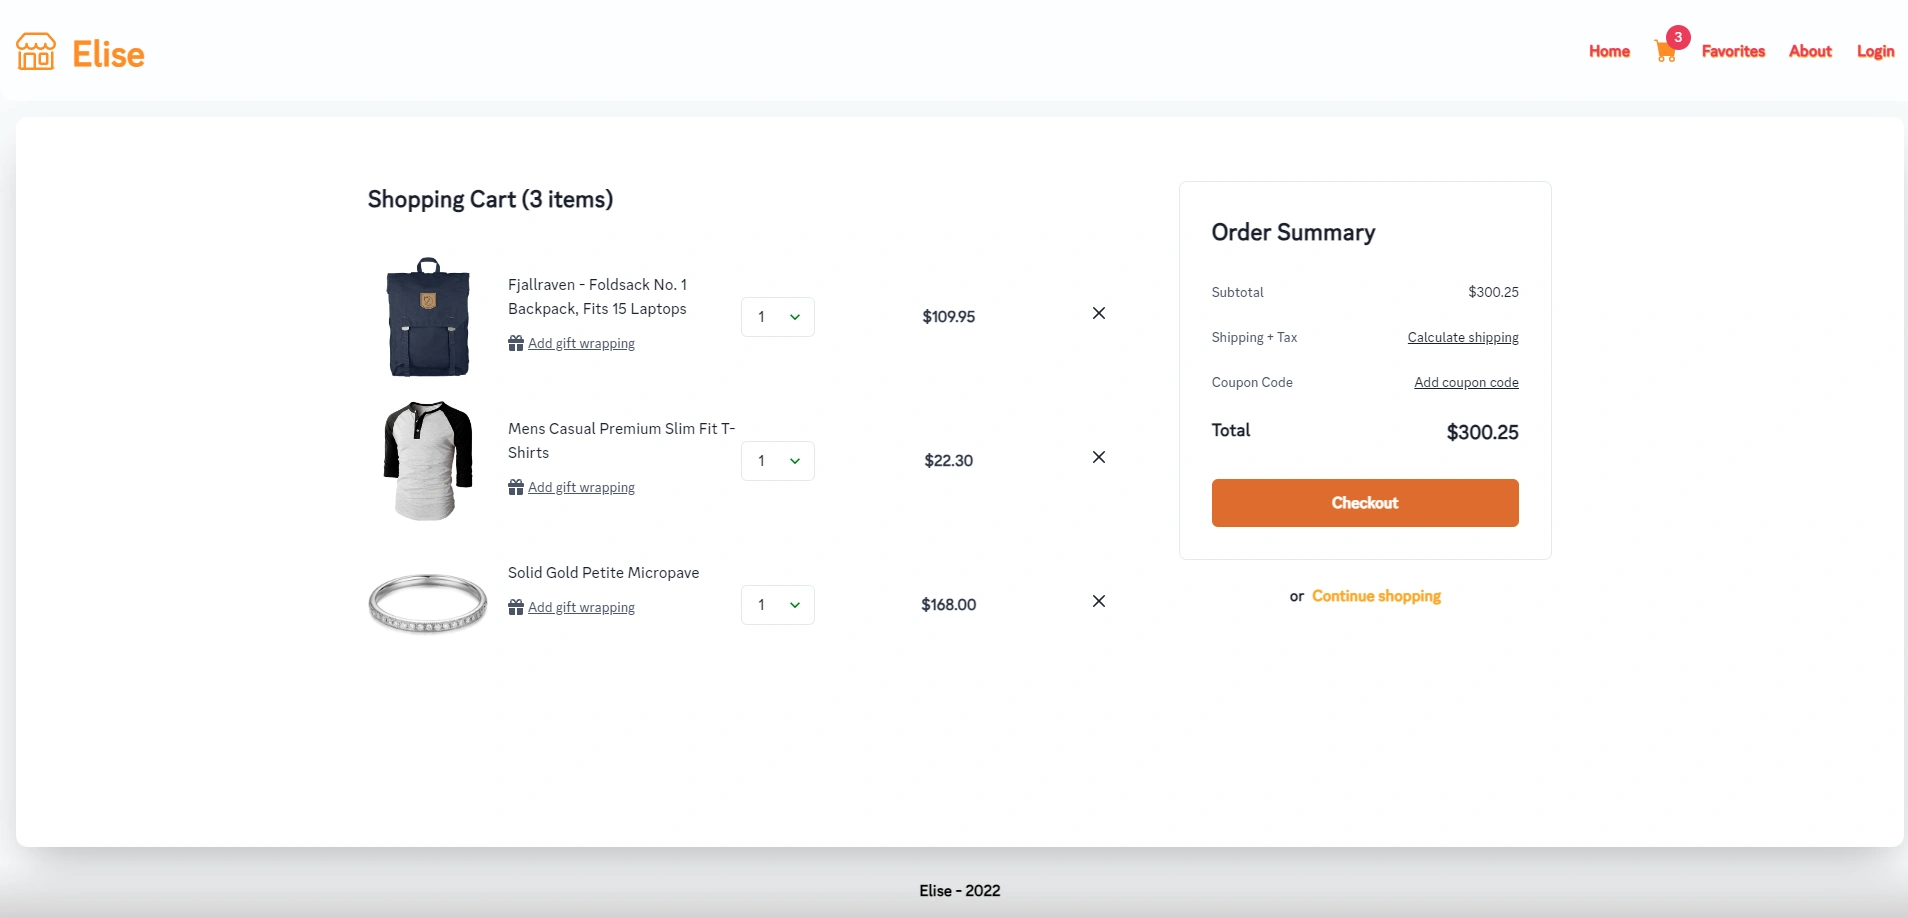 Elise
Home
3
Favorites
About
Login
Shopping Cart (3 items)
Fjallraven - Foldsack No. 1
Backpack, Fits 15 Laptops
Add gift wrapping
1
$109.95
Mens Casual Premium Slim Fit T-
Shirts
Add gift wrapping
1
$22.30
Solid Gold Petite Micropave
Add gift wrapping
1
$168.00
Order Summary
Subtotal
$300.25
Shipping + Tax
Calculate shipping
Coupon Code
Add coupon code
Total
$300.25
Checkout
or Continue shopping
Elise - 2022